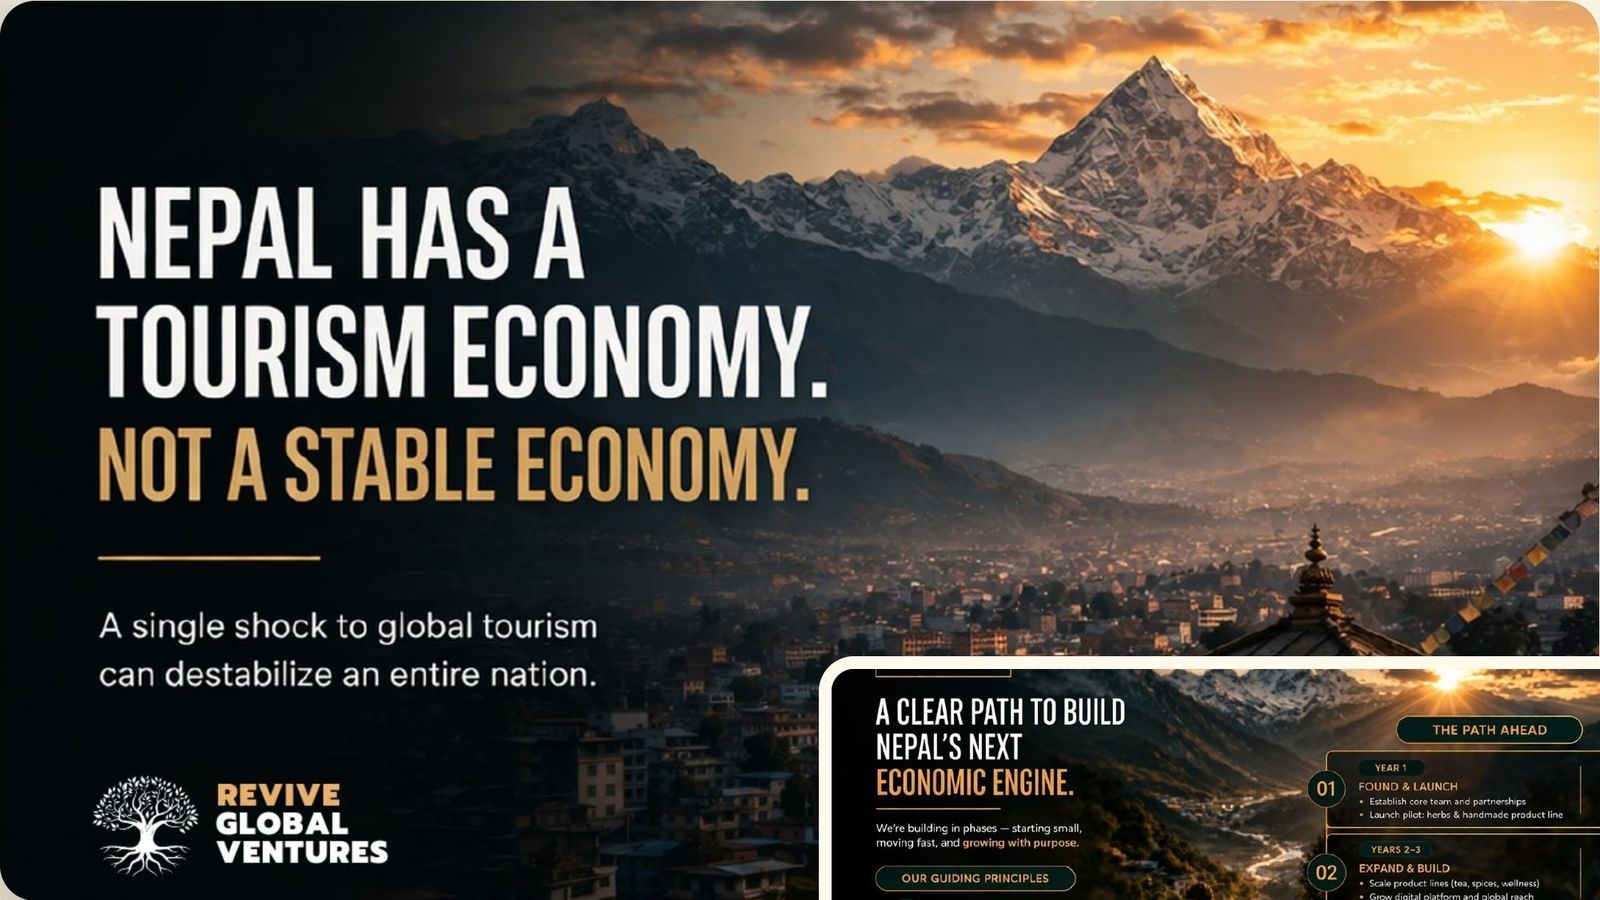 NEPAL HAS A
TOURISM ECONOMY.
NOT A STABLE ECONOMY.
A single shock to global tourism
can destabilize an entire nation.
REVIVE
GLOBAL
VENTURES
A CLEAR PATH TO BUILD
NEPAL’S NEXT
ECONOMIC ENGINE.
We’re building in phases — starting small,
moving fast, and growing with purpose.
OUR GUIDING PRINCIPLES
THE PATH AHEAD
01
YEAR 1
FOUND & LAUNCH
• Establish core team and partnerships
• Launch pilot: herbs & handmade product line
02
YEARS 2–3
EXPAND & BUILD
• Scale product lines (tea, spices, wellness)
• Grow digital platform and global reach